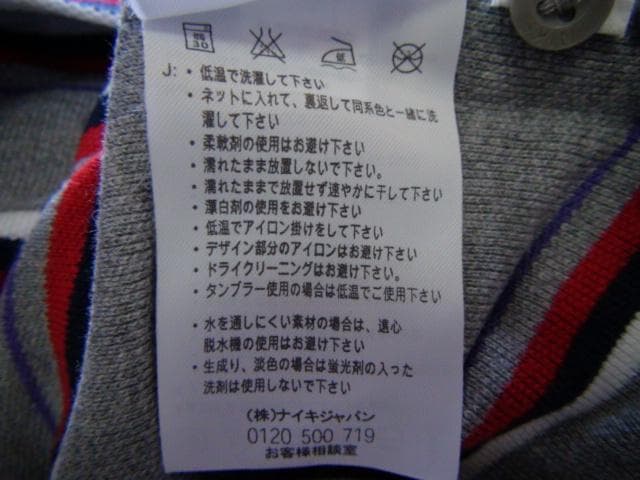 弱
30
低
J: ・低温で洗濯して下さい
・ネットに入れて、裏返して同系色と一緒に洗
濯して下さい
・柔軟剤の使用はお避け下さい
・濡れたまま放置しないで下さい。
・濡れたままで放置せず速やかに干して下さい
・漂白剤の使用をお避け下さい
・低温でアイロン掛けをして下さい
・デザイン部分のアイロンはお避け下さい
・ドライクリーニングはお避け下さい。
・タンブラー使用の場合は低温でご使用下さい
・水を通しにくい素材の場合は、遠心
脱水機の使用はお避け下さい
・生成り、淡色の場合は蛍光剤の入った
洗剤は使用しないで下さい
(株)ナイキジャパン
0120 500 719
お客様相談室